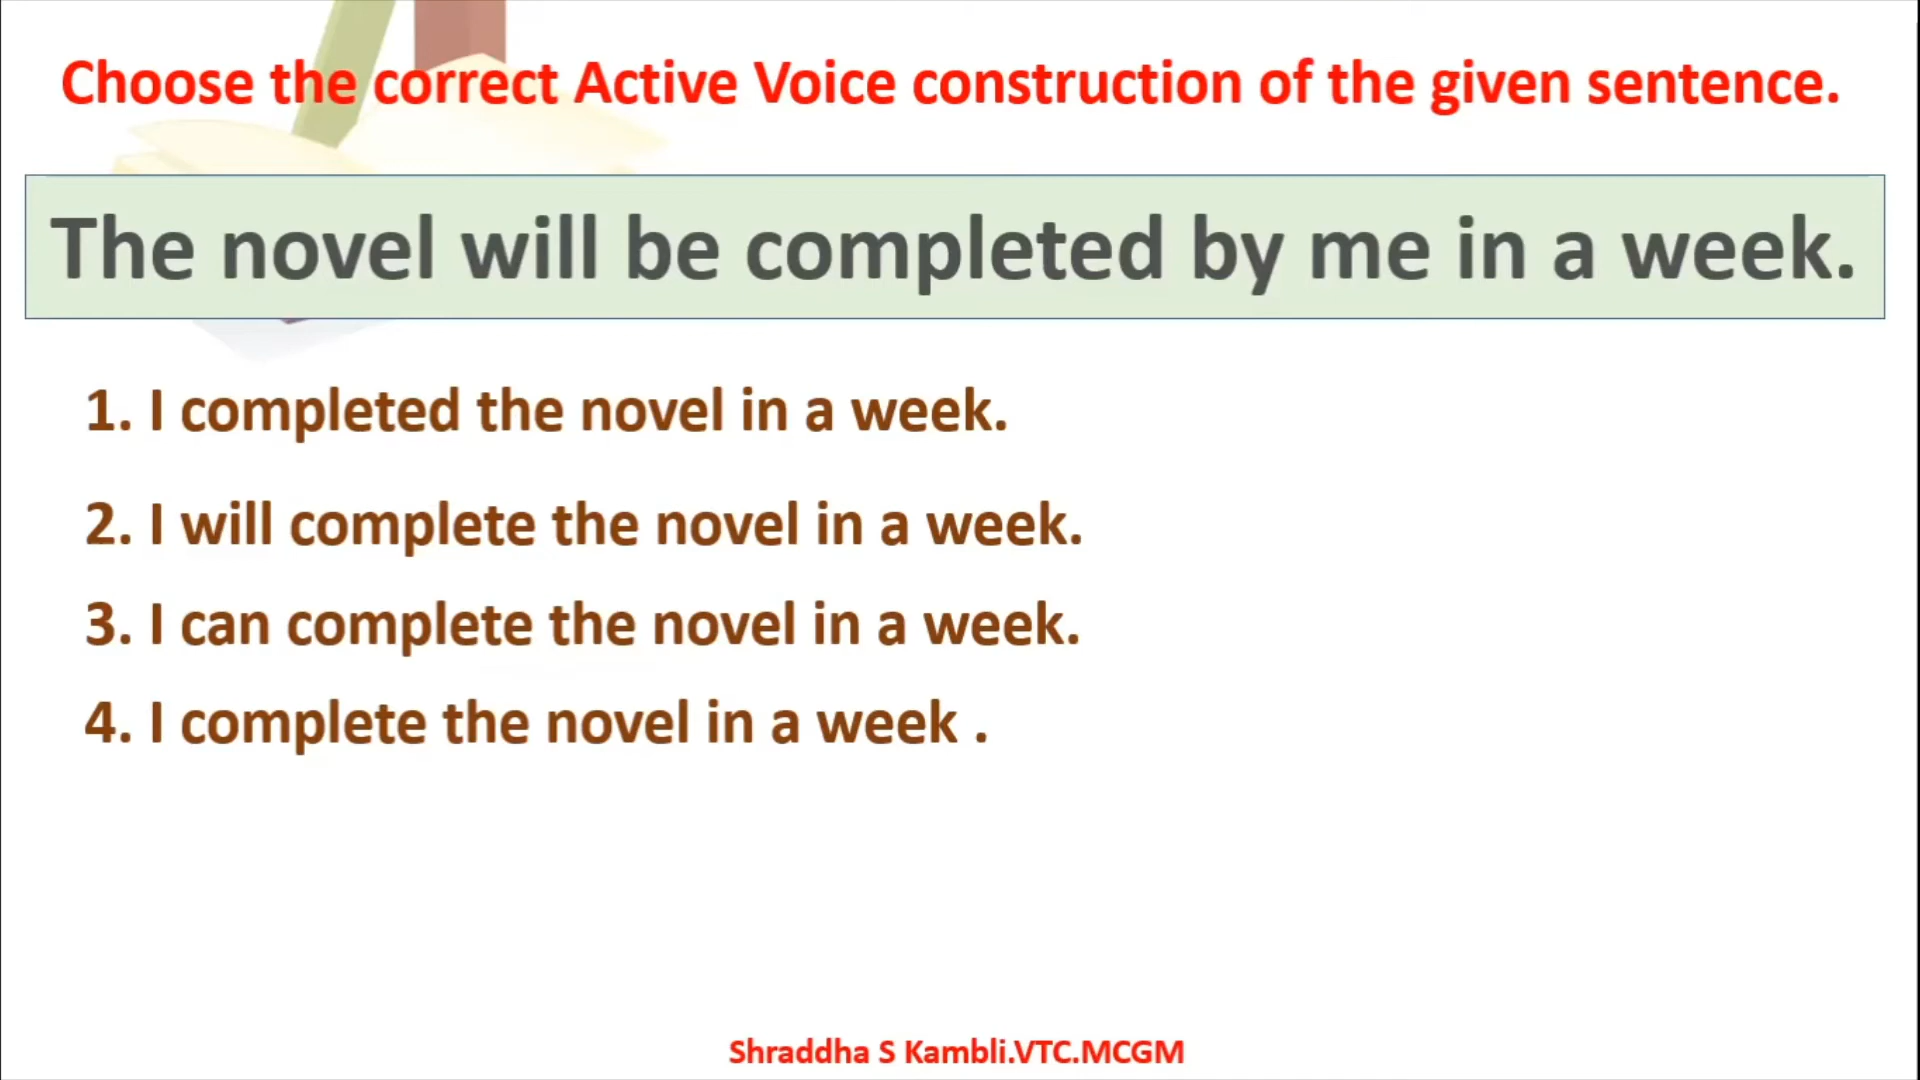 Choose the correct Active Voice construction of the given sentence.
The novel will be completed by me in a week.
1. I completed the novel in a week.
2. I will complete the novel in a week.
3. I can complete the novel in a week.
4. I complete the novel in a week .
Shraddha S Kambli.VTC.MCGM